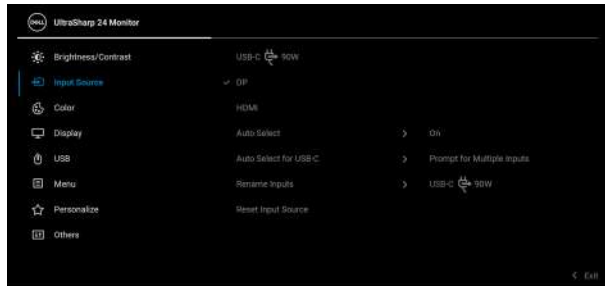 DELL UltraSharp 24 Monitor
Brightness/Contrast USB-C 90W
Input Source DP
Color HDMI
Display Auto Select On
USB Auto Select for USB-C Prompt for Multiple Inputs
Menu Rename Inputs USB-C 90W
Personalize Reset Input Source
Others
Exit